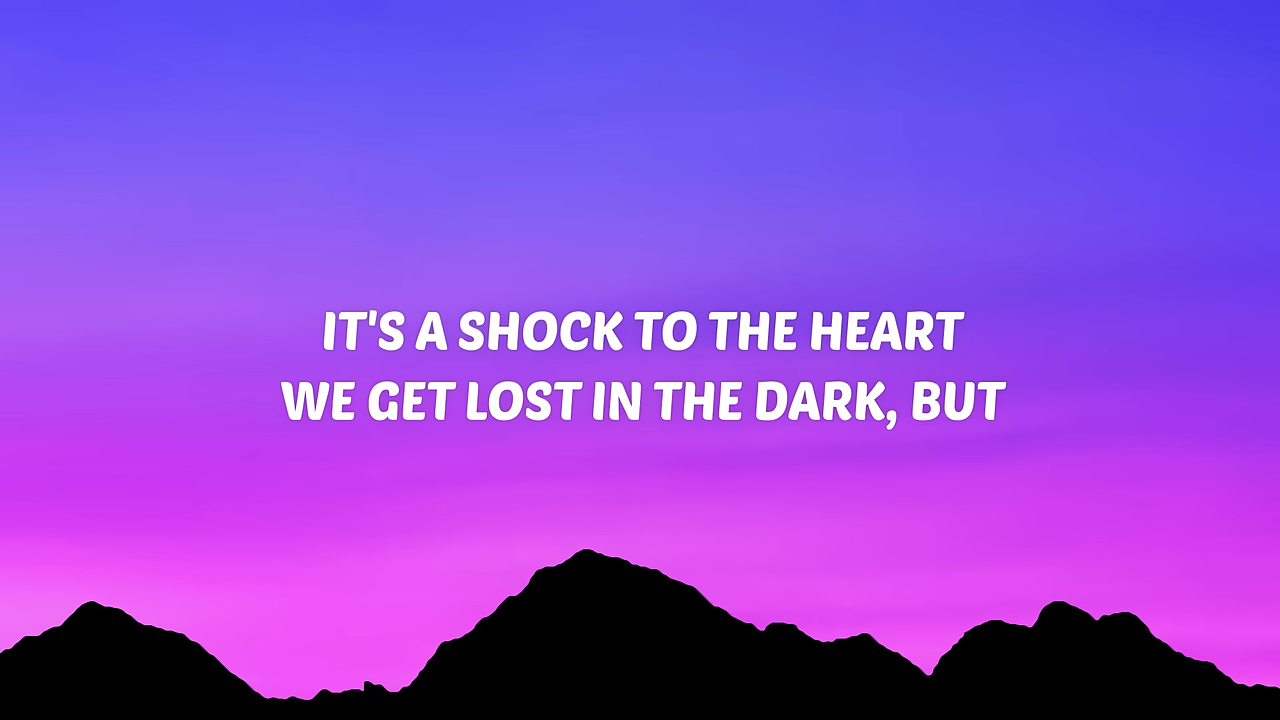 IT'S A SHOCK TO THE HEART
WE GET LOST IN THE DARK, BUT